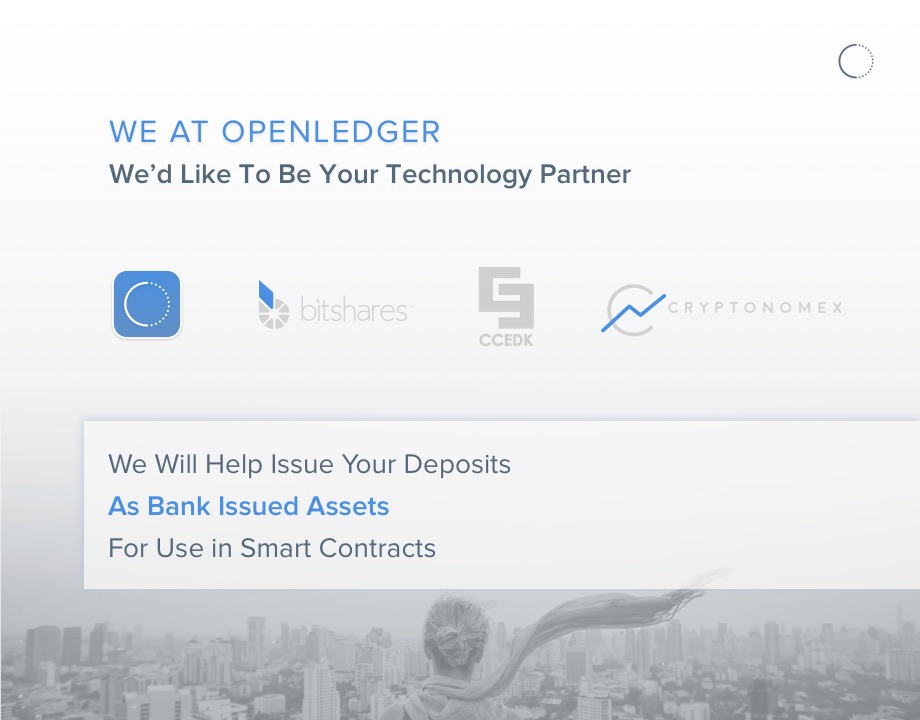 WE AT OPENLEDGER
We’d Like To Be Your Technology Partner
bitshares™
CCEDK
CRYPTONOMEX
We Will Help Issue Your Deposits
As Bank Issued Assets
For Use in Smart Contracts